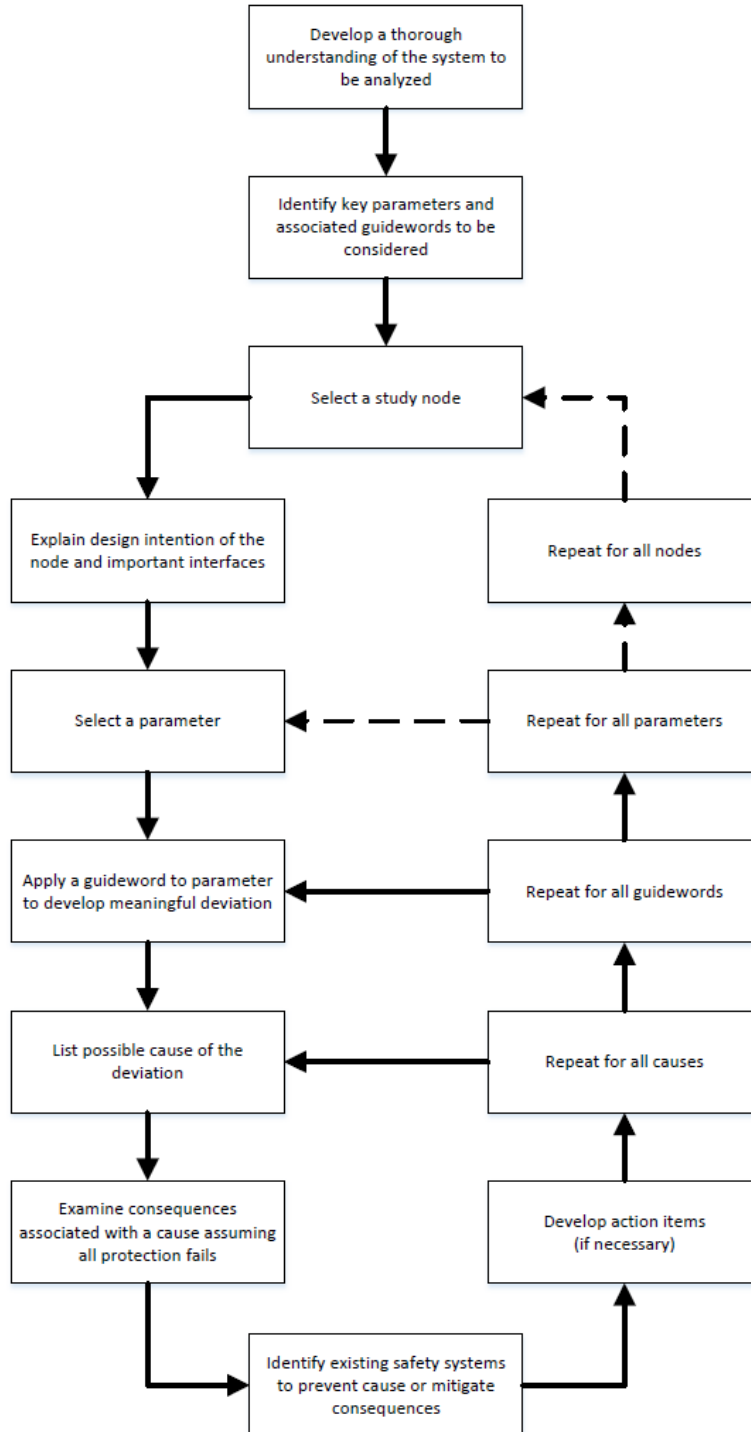 Develop a thorough
understanding of the system to
be analyzed
Identify key parameters and
associated guidewords to be
considered
Select a study node
Explain design intention of the
node and important interfaces
Repeat for all nodes
Select a parameter
Repeat for all parameters
Apply a guideword to parameter
to develop meaningful deviation
Repeat for all guidewords
List possible cause of the
deviation
Repeat for all causes
Examine consequences
associated with a cause assuming
all protection fails
Develop action items
(if necessary)
Identify existing safety systems
to prevent cause or mitigate
consequences